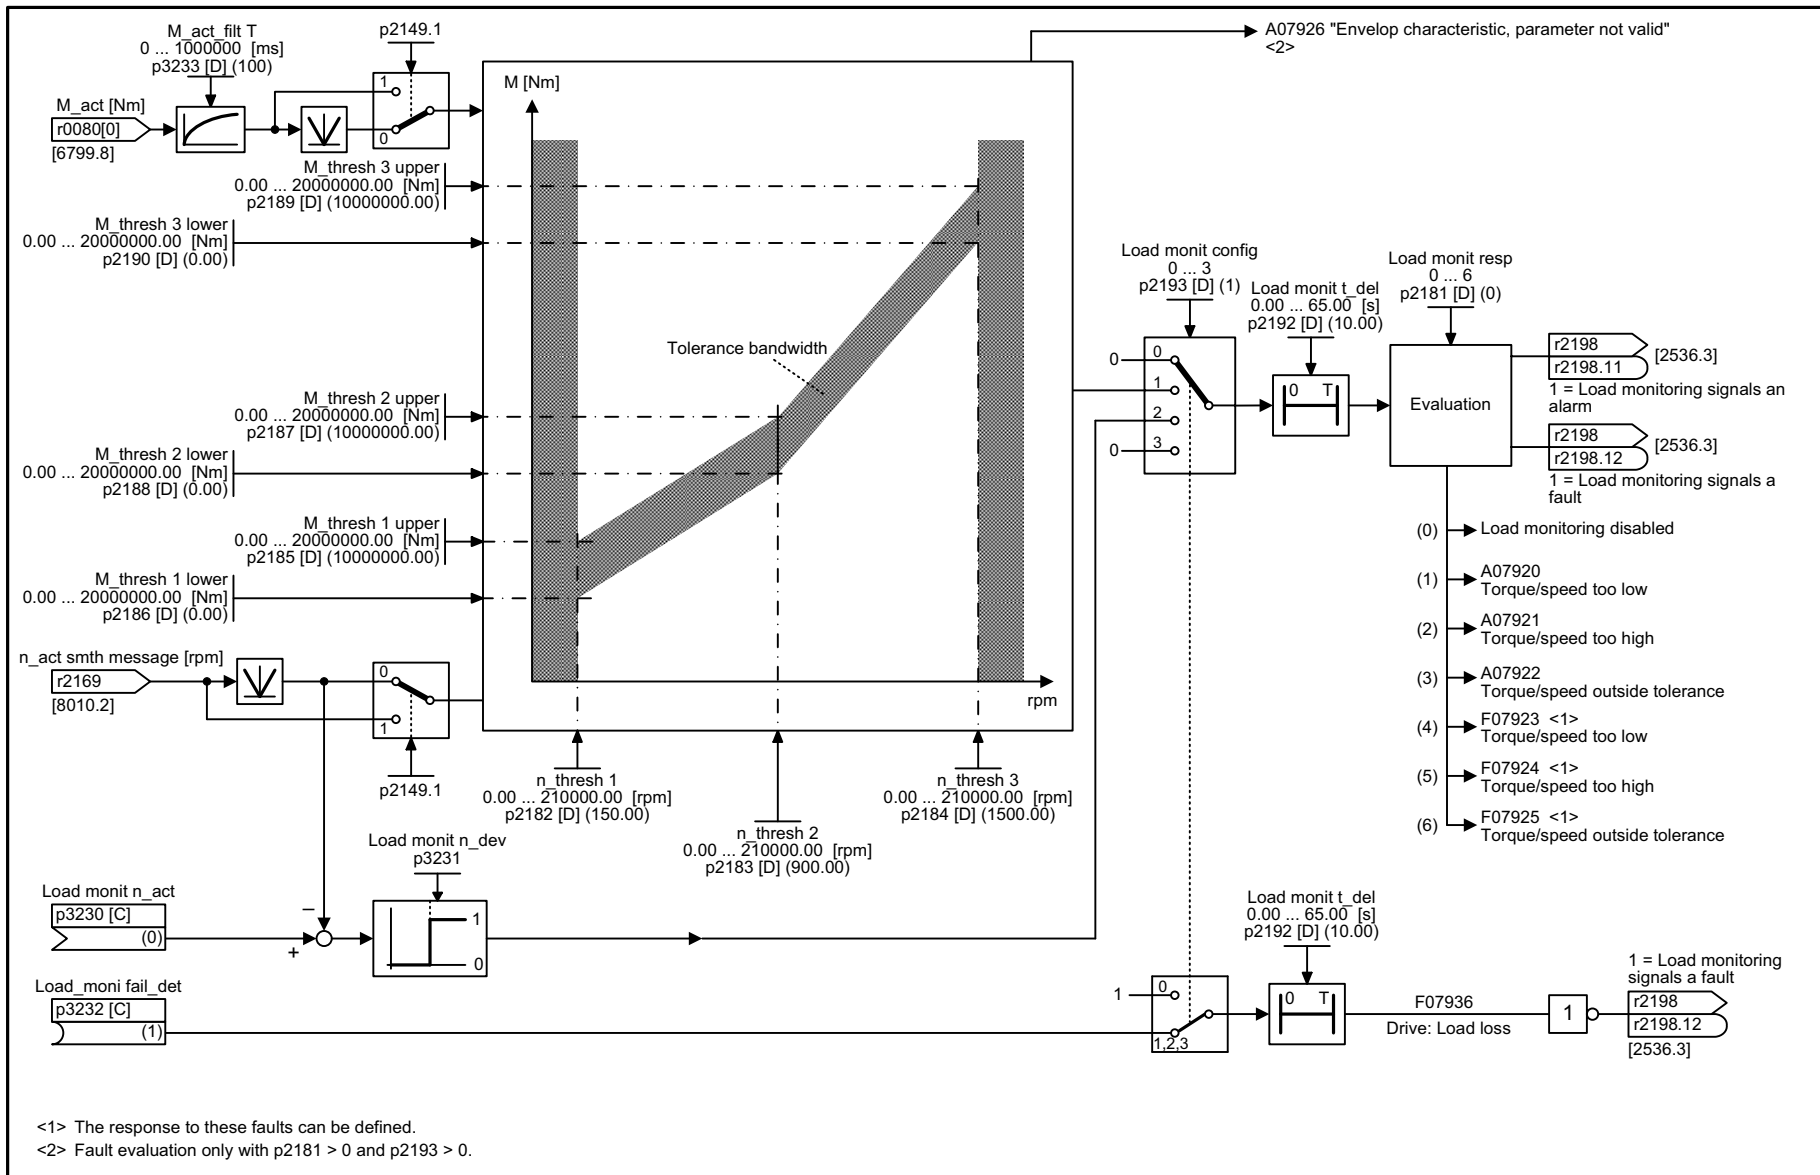 M_act_filt T
0 ... 1000000 [ms]
p3233 [D] (100)
p2149.1
A07926 "Envelop characteristic, parameter not valid"
<2>
M_act [Nm]
r0080[0]
[6799.8]
1
0
M [Nm]
M_thresh 3 upper
0.00 ... 20000000.00 [Nm]
p2189 [D] (10000000.00)
M_thresh 3 lower
0.00 ... 20000000.00 [Nm]
p2190 [D] (0.00)
Tolerance bandwidth
M_thresh 2 upper
0.00 ... 20000000.00 [Nm]
p2187 [D] (10000000.00)
M_thresh 2 lower
0.00 ... 20000000.00 [Nm]
p2188 [D] (0.00)
M_thresh 1 upper
0.00 ... 20000000.00 [Nm]
p2185 [D] (10000000.00)
M_thresh 1 lower
0.00 ... 20000000.00 [Nm]
p2186 [D] (0.00)
n_act smth message [rpm]
r2169
[8010.2]
0
1
p2149.1
rpm
n_thresh 1
0.00 ... 210000.00 [rpm]
p2182 [D] (150.00)
n_thresh 2
0.00 ... 210000.00 [rpm]
p2183 [D] (900.00)
n_thresh 3
0.00 ... 210000.00 [rpm]
p2184 [D] (1500.00)
Load monit config
0 ... 3
p2193 [D] (1)
0
0
1
2
0
3
Load monit t_del
0.00 ... 65.00 [s]
p2192 [D] (10.00)
0 T
Load monit resp
0 ... 6
p2181 [D] (0)
Evaluation
r2198
r2198.11
[2536.3]
1 = Load monitoring signals an
alarm
r2198
r2198.12
[2536.3]
1 = Load monitoring signals a
fault
(0) Load monitoring disabled
(1) A07920
Torque/speed too low
(2) A07921
Torque/speed too high
(3) A07922
Torque/speed outside tolerance
(4) F07923 <1>
Torque/speed too low
(5) F07924 <1>
Torque/speed too high
(6) F07925 <1>
Torque/speed outside tolerance
Load monit n_dev
p3231
1
0
Load monit n_act
p3230 [C]
(0)
–
+
Load_moni fail_det
p3232 [C]
(1)
1
0
1,2,3
Load monit t_del
0.00 ... 65.00 [s]
p2192 [D] (10.00)
0 T
F07936
Drive: Load loss
1
1 = Load monitoring
signals a fault
r2198
r2198.12
[2536.3]
<1> The response to these faults can be defined.
<2> Fault evaluation only with p2181 > 0 and p2193 > 0.